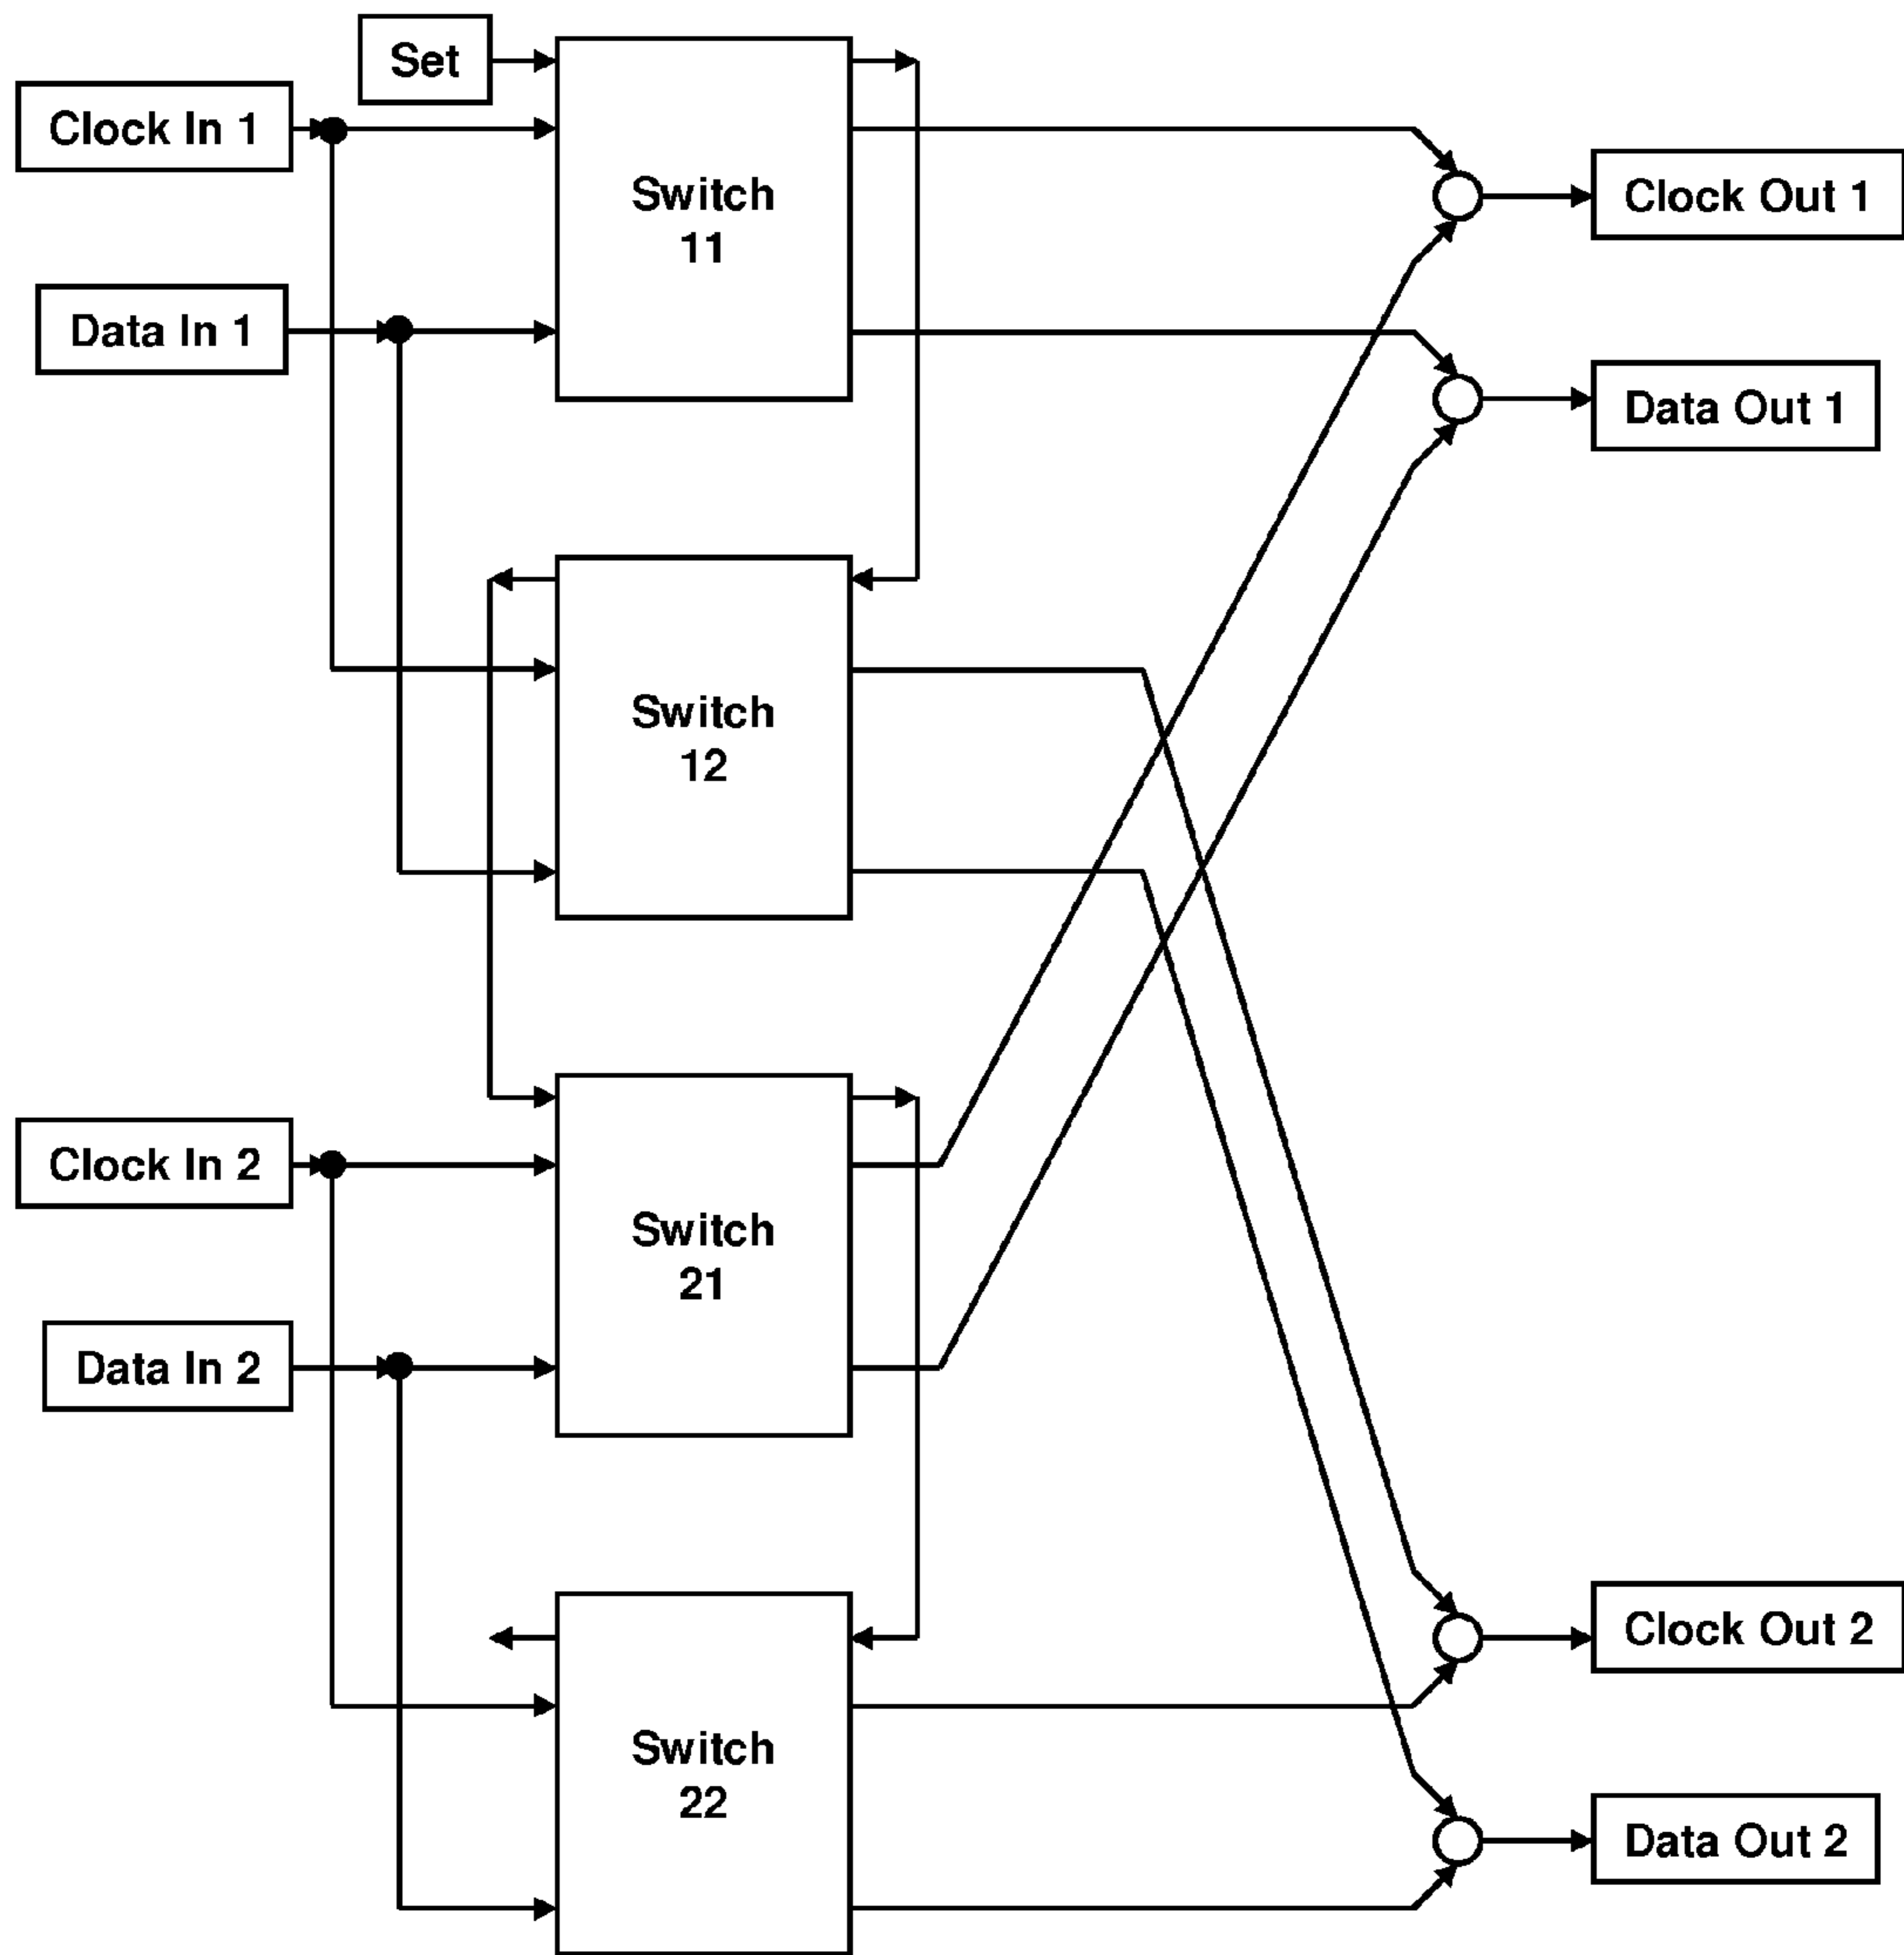 Set
Clock In 1
Data In 1
Switch
11
Clock Out 1
Data Out 1
Switch
12
Clock In 2
Data In 2
Switch
21
Switch
22
Clock Out 2
Data Out 2